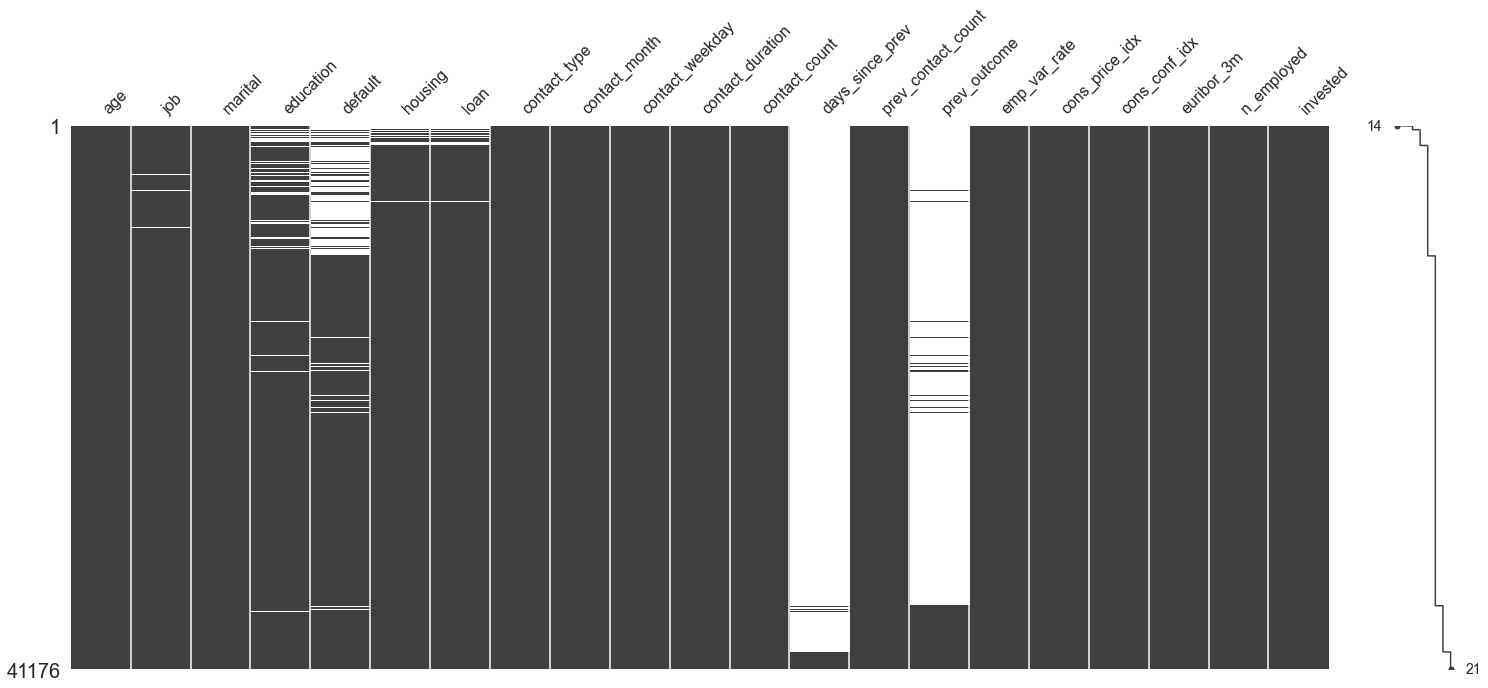 age
job
marital
education
default
housing
loan
contact_type
contact_month
contact_weekday
contact_duration
contact_count
days_since_prev
prev_contact_count
prev_outcome
emp_var_rate
cons_price_idx
cons_conf_idx
euribor_3m
n_employed
invested
1
14
41176
21